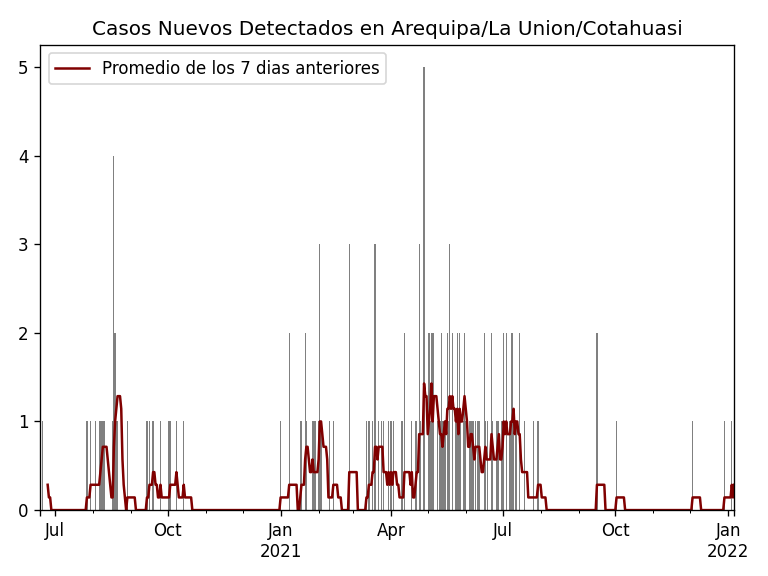 Casos Nuevos Detectados en Arequipa/La Union/Cotahuasi
Promedio de los 7 dias anteriores
5
4
3
2
1
0
Jul
Oct
Jan
2021
Apr
Jul
Oct
Jan
2022